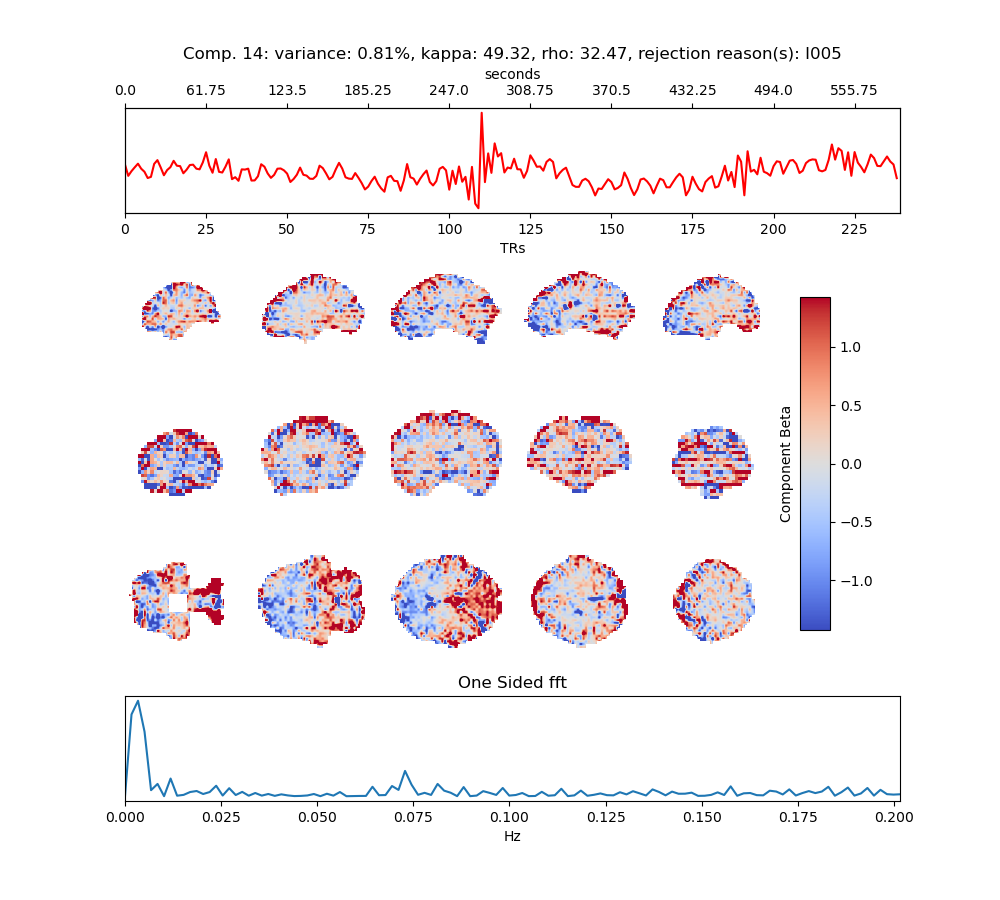 Comp. 14: variance: 0.81%, kappa: 49.32, rho: 32.47, rejection reason(s): I005
seconds
0.0 61.75 123.5 185.25 247.0 308.75 370.5 432.25 494.0 555.75
0 25 50 75 100 125 150 175 200 225
TRs
1.0
0.5
0.0
−0.5
−1.0
Component Beta
One Sided fft
0.000 0.025 0.050 0.075 0.100 0.125 0.150 0.175 0.200
Hz